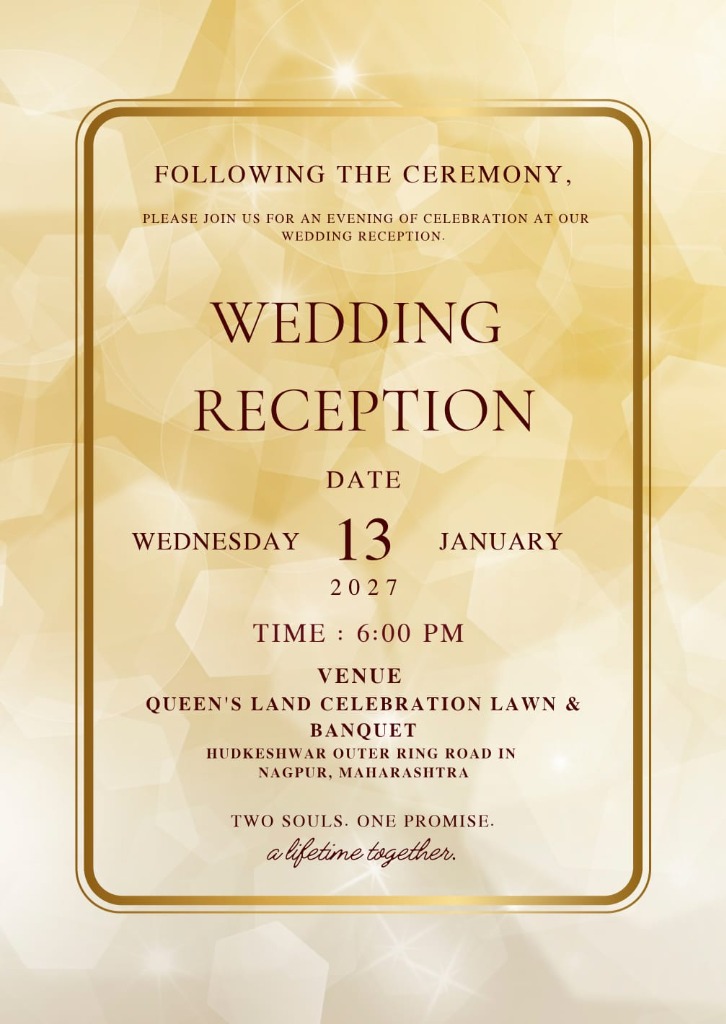 FOLLOWING THE CEREMONY,
PLEASE JOIN US FOR AN EVENING OF CELEBRATION AT OUR
WEDDING RECEPTION.
WEDDING
RECEPTION
DATE
WEDNESDAY 13 JANUARY
2027
TIME : 6:00 PM
VENUE
QUEEN'S LAND CELEBRATION LAWN &
BANQUET
HUDKESHWAR OUTER RING ROAD IN
NAGPUR, MAHARASHTRA
TWO SOULS. ONE PROMISE.
a lifetime together.